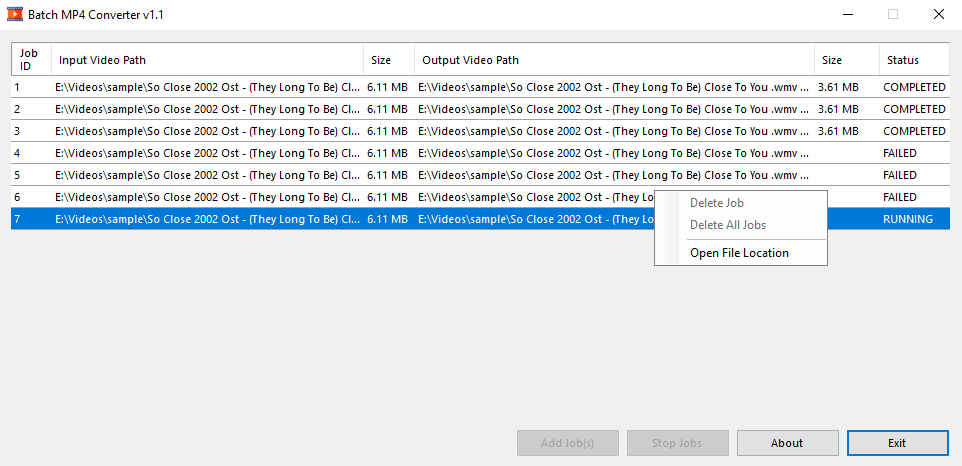 Batch MP4 Converter v1.1
Job ID Input Video Path Size Output Video Path Size Status
1 E:\Videos\sample\So Close 2002 Ost - (They Long To Be) Cl... 6.11 MB E:\Videos\sample\So Close 2002 Ost - (They Long To Be) Close To You .wmv ... 3.61 MB COMPLETED
2 E:\Videos\sample\So Close 2002 Ost - (They Long To Be) Cl... 6.11 MB E:\Videos\sample\So Close 2002 Ost - (They Long To Be) Close To You .wmv ... 3.61 MB COMPLETED
3 E:\Videos\sample\So Close 2002 Ost - (They Long To Be) Cl... 6.11 MB E:\Videos\sample\So Close 2002 Ost - (They Long To Be) Close To You .wmv ... 3.61 MB COMPLETED
4 E:\Videos\sample\So Close 2002 Ost - (They Long To Be) Cl... 6.11 MB E:\Videos\sample\So Close 2002 Ost - (They Long To Be) Close To You .wmv ... FAILED
5 E:\Videos\sample\So Close 2002 Ost - (They Long To Be) Cl... 6.11 MB E:\Videos\sample\So Close 2002 Ost - (They Long To Be) Close To You .wmv ... FAILED
6 E:\Videos\sample\So Close 2002 Ost - (They Long To Be) Cl... 6.11 MB E:\Videos\sample\So Close 2002 Ost - (They Lo FAILED
7 E:\Videos\sample\So Close 2002 Ost - (They Long To Be) Cl... 6.11 MB E:\Videos\sample\So Close 2002 Ost - (They Lo RUNNING
Delete Job
Delete All Jobs
Open File Location
Add Job(s) Stop Jobs About Exit